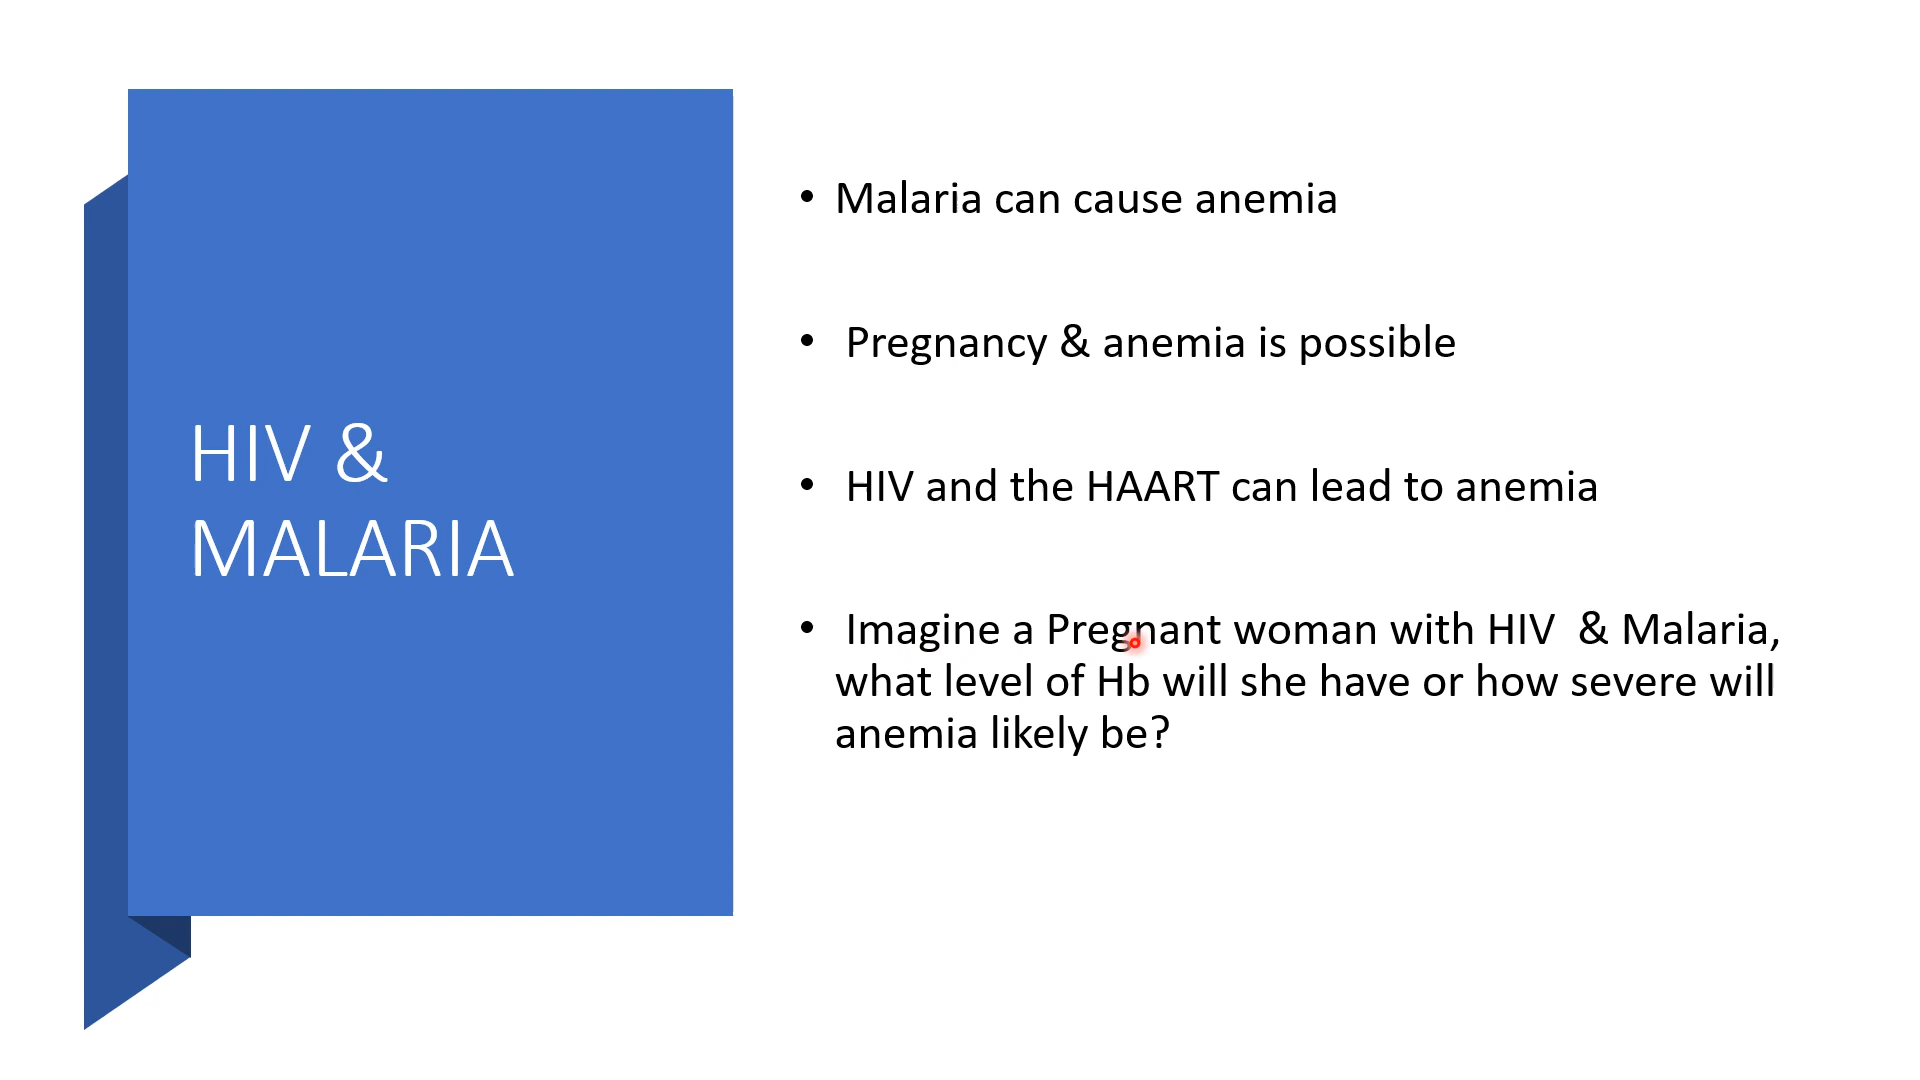 HIV &
MALARIA
• Malaria can cause anemia
• Pregnancy & anemia is possible
• HIV and the HAART can lead to anemia
• Imagine a Pregnant woman with HIV & Malaria,
what level of Hb will she have or how severe will
anemia likely be?